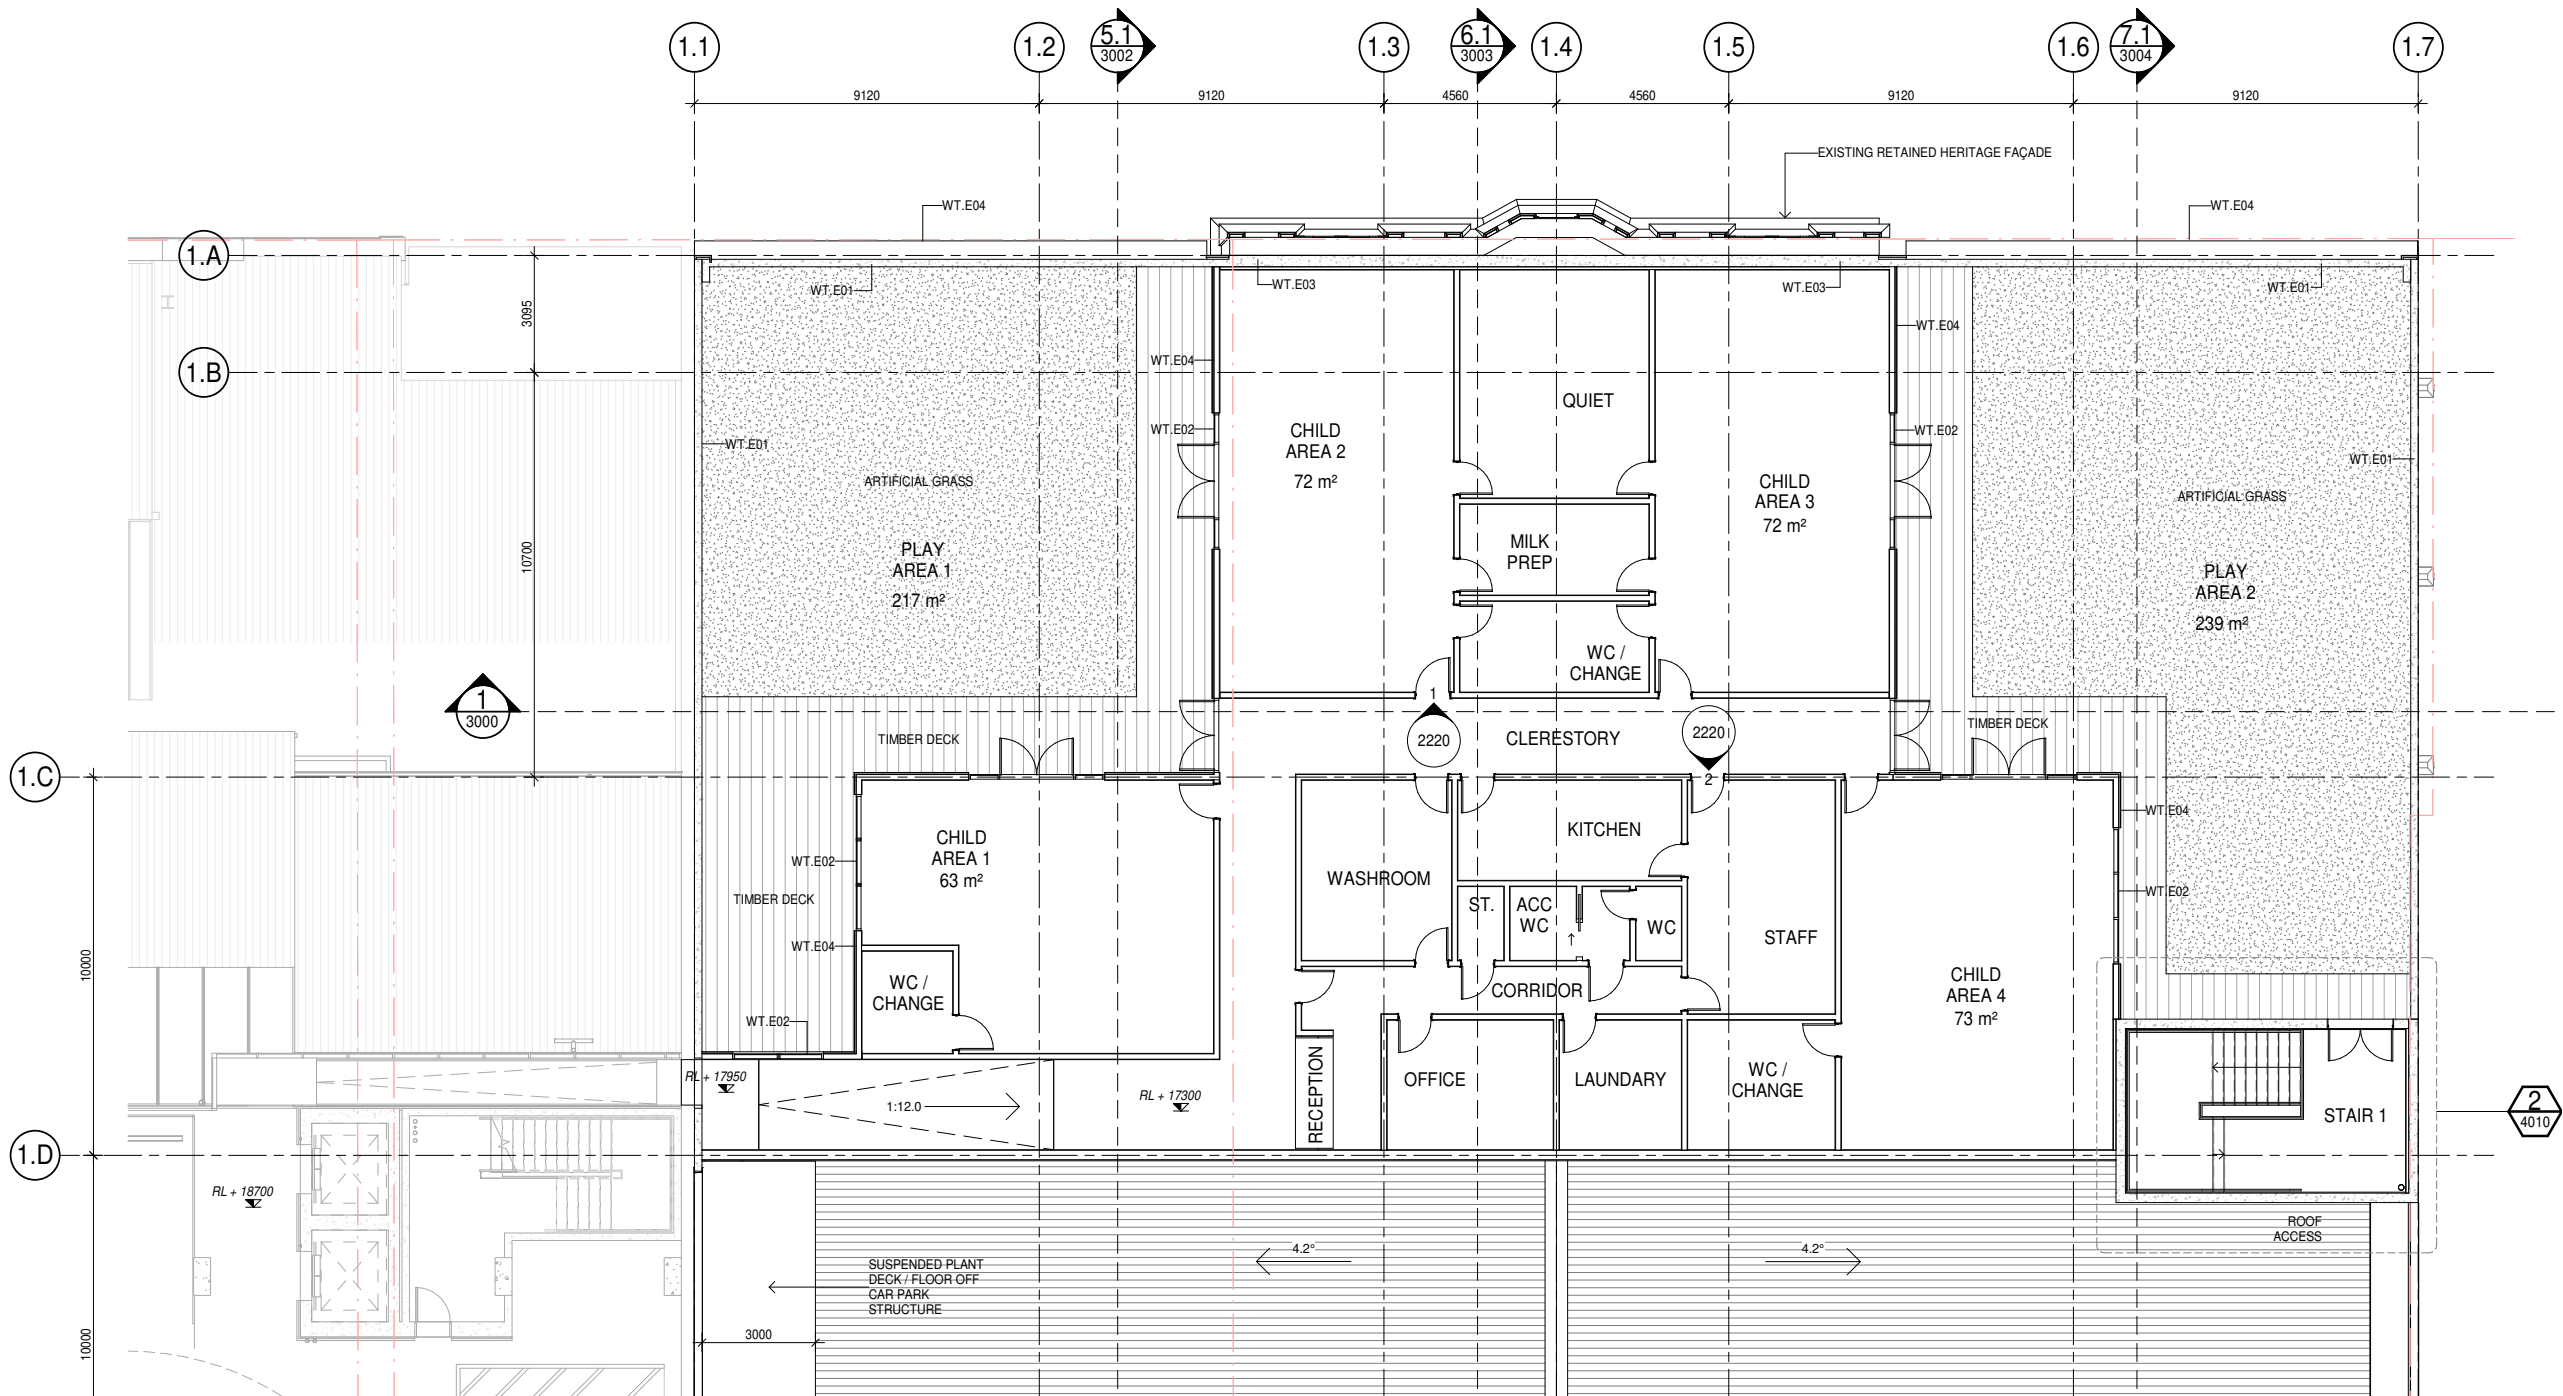 1.1
1.2
5.1
3002
1.3
6.1
3003
1.4
1.5
1.6
7.1
3004
1.7
9120
9120
4560
4560
9120
9120
EXISTING RETAINED HERITAGE FAÇADE
WT.E04
WT.E04
1.A
WT.E01
WT.E03
WT.E03
WT.E01
3095
WT.E04
WT.E04
1.B
QUIET
WT.E02
WT.E02
WT.E01
WT.E01
CHILD
AREA 2
72 m²
CHILD
AREA 3
72 m²
ARTIFICIAL GRASS
ARTIFICIAL GRASS
10700
PLAY
AREA 1
217 m²
MILK
PREP
PLAY
AREA 2
239 m²
WC /
CHANGE
1
3000
1
2220
CLERESTORY
2220
2
TIMBER DECK
TIMBER DECK
1.C
CHILD
AREA 1
63 m²
KITCHEN
WT.E04
WT.E02
WASHROOM
WT.E02
TIMBER DECK
ST.
ACC
WC
WC
STAFF
WT.E04
10000
WC /
CHANGE
CORRIDOR
CHILD
AREA 4
73 m²
WT.E02
RL + 17950
1:12.0
RL + 17300
RECEPTION
OFFICE
LAUNDARY
WC /
CHANGE
STAIR 1
2
4010
1.D
RL + 18700
ROOF
ACCESS
4.2°
4.2°
SUSPENDED PLANT
DECK / FLOOR OFF
CAR PARK
STRUCTURE
3000
10000